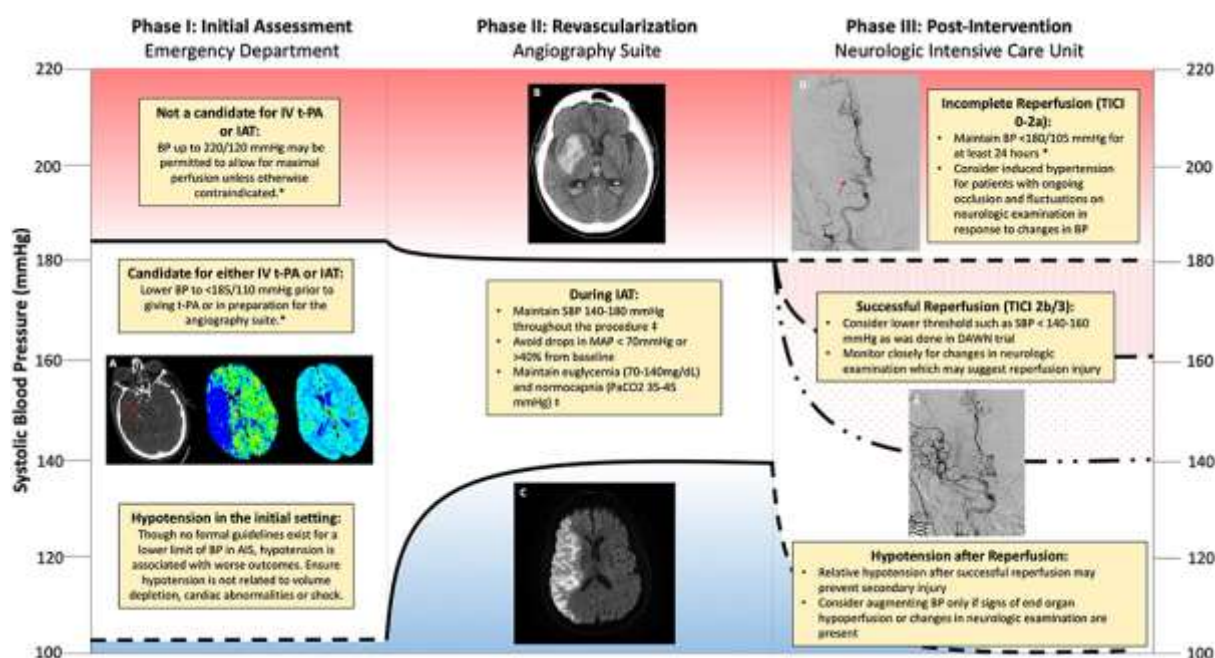 Phase I: Initial Assessment
Emergency Department
Phase II: Revascularization
Angiography Suite
Phase III: Post-Intervention
Neurologic Intensive Care Unit
Systolic Blood Pressure (mmHg)
220
200
180
160
140
120
100
Not a candidate for IV t-PA
or IAT:
BP up to 220/120 mmHg may be
permitted to allow for maximal
perfusion unless otherwise
contraindicated.*
Candidate for either IV t-PA or IAT:
Lower BP to <185/110 mmHg prior to
giving t-PA or in preparation for the
angiography suite.*
A
Hypotension in the initial setting:
Though no formal guidelines exist for a
lower limit of BP in AIS, hypotension is
associated with worse outcomes. Ensure
hypotension is not related to volume
depletion, cardiac abnormalities or shock.
B
During IAT:
• Maintain SBP 140-180 mmHg
throughout the procedure ‡
• Avoid drops in MAP < 70mmHg or
>40% from baseline
• Maintain euglycemia (70-140mg/dL)
and normocapnia (PaCO2 35-45
mmHg) ‡
C
Incomplete Reperfusion (TICI
0-2a):
• Maintain BP <180/105 mmHg for
at least 24 hours *
• Consider induced hypertension
for patients with ongoing
occlusion and fluctuations on
neurologic examination in
response to changes in BP
Successful Reperfusion (TICI 2b/3):
• Consider lower threshold such as SBP < 140-160
mmHg as was done in DAWN trial
• Monitor closely for changes in neurologic
examination which may suggest reperfusion injury
Hypotension after Reperfusion:
• Relative hypotension after successful reperfusion may
prevent secondary injury
• Consider augmenting BP only if signs of end organ
hypoperfusion or changes in neurologic examination are
present
220
200
180
160
140
120
100